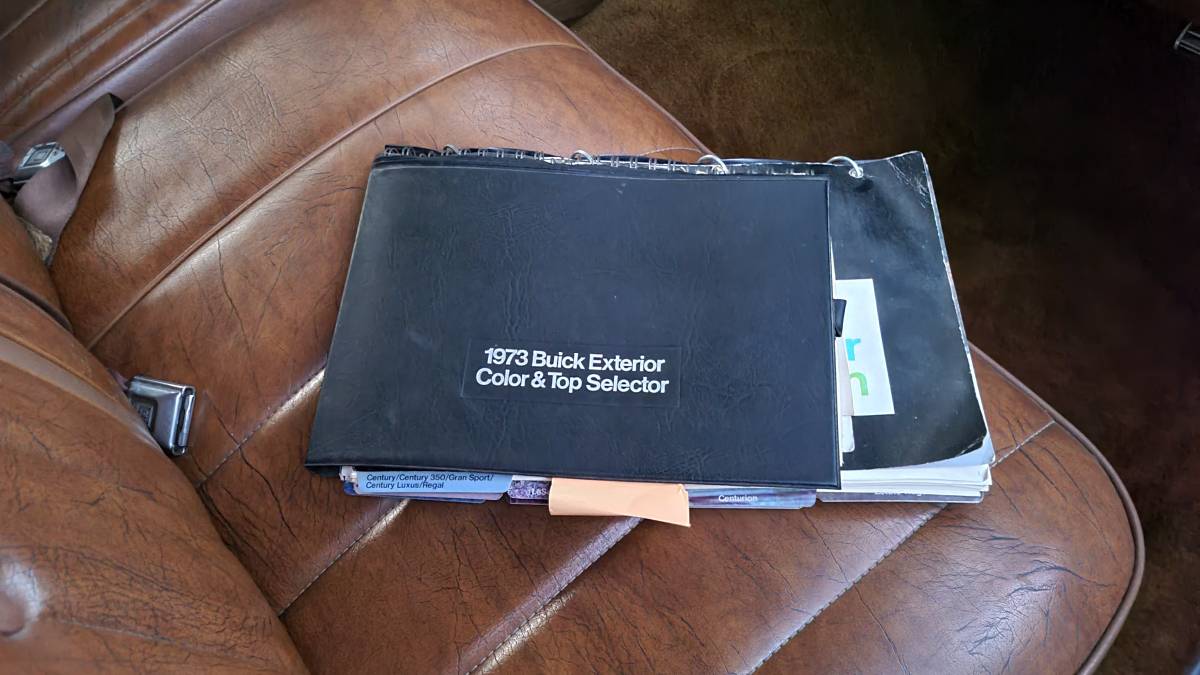 1973 Buick Exterior
Color & Top Selector
Century/Century 350/Gran Sport/
Century Luxus/Regal
Centurion